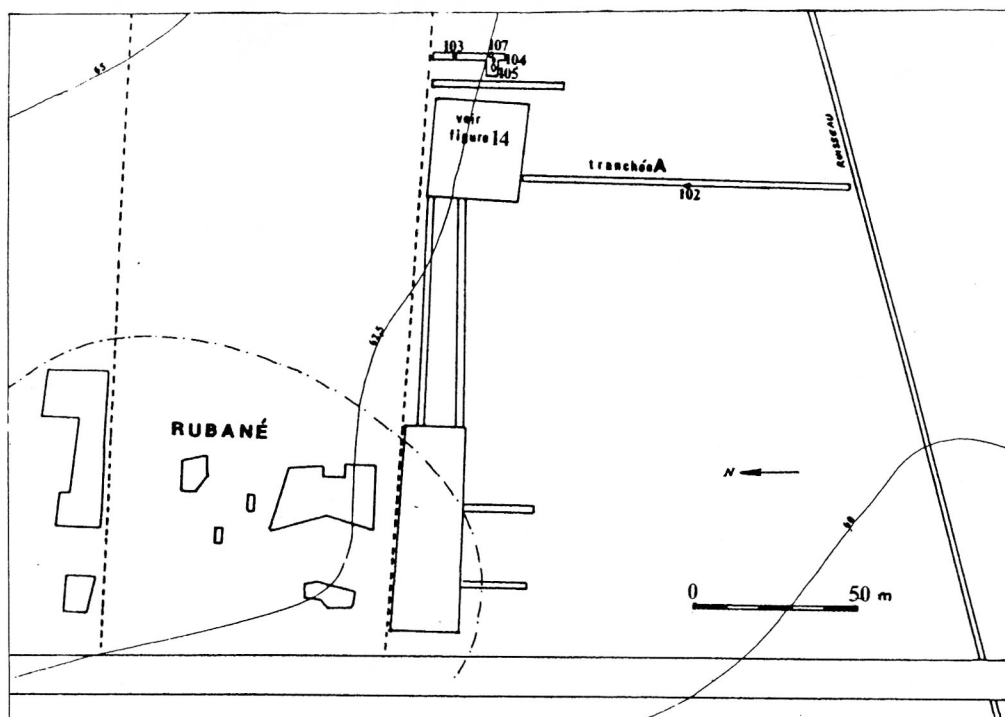 65
103
107
104
105
voir
figure 14
tranchée A
102
RUISSEAU
62,5
RUBANÉ
N
60
0
50 m